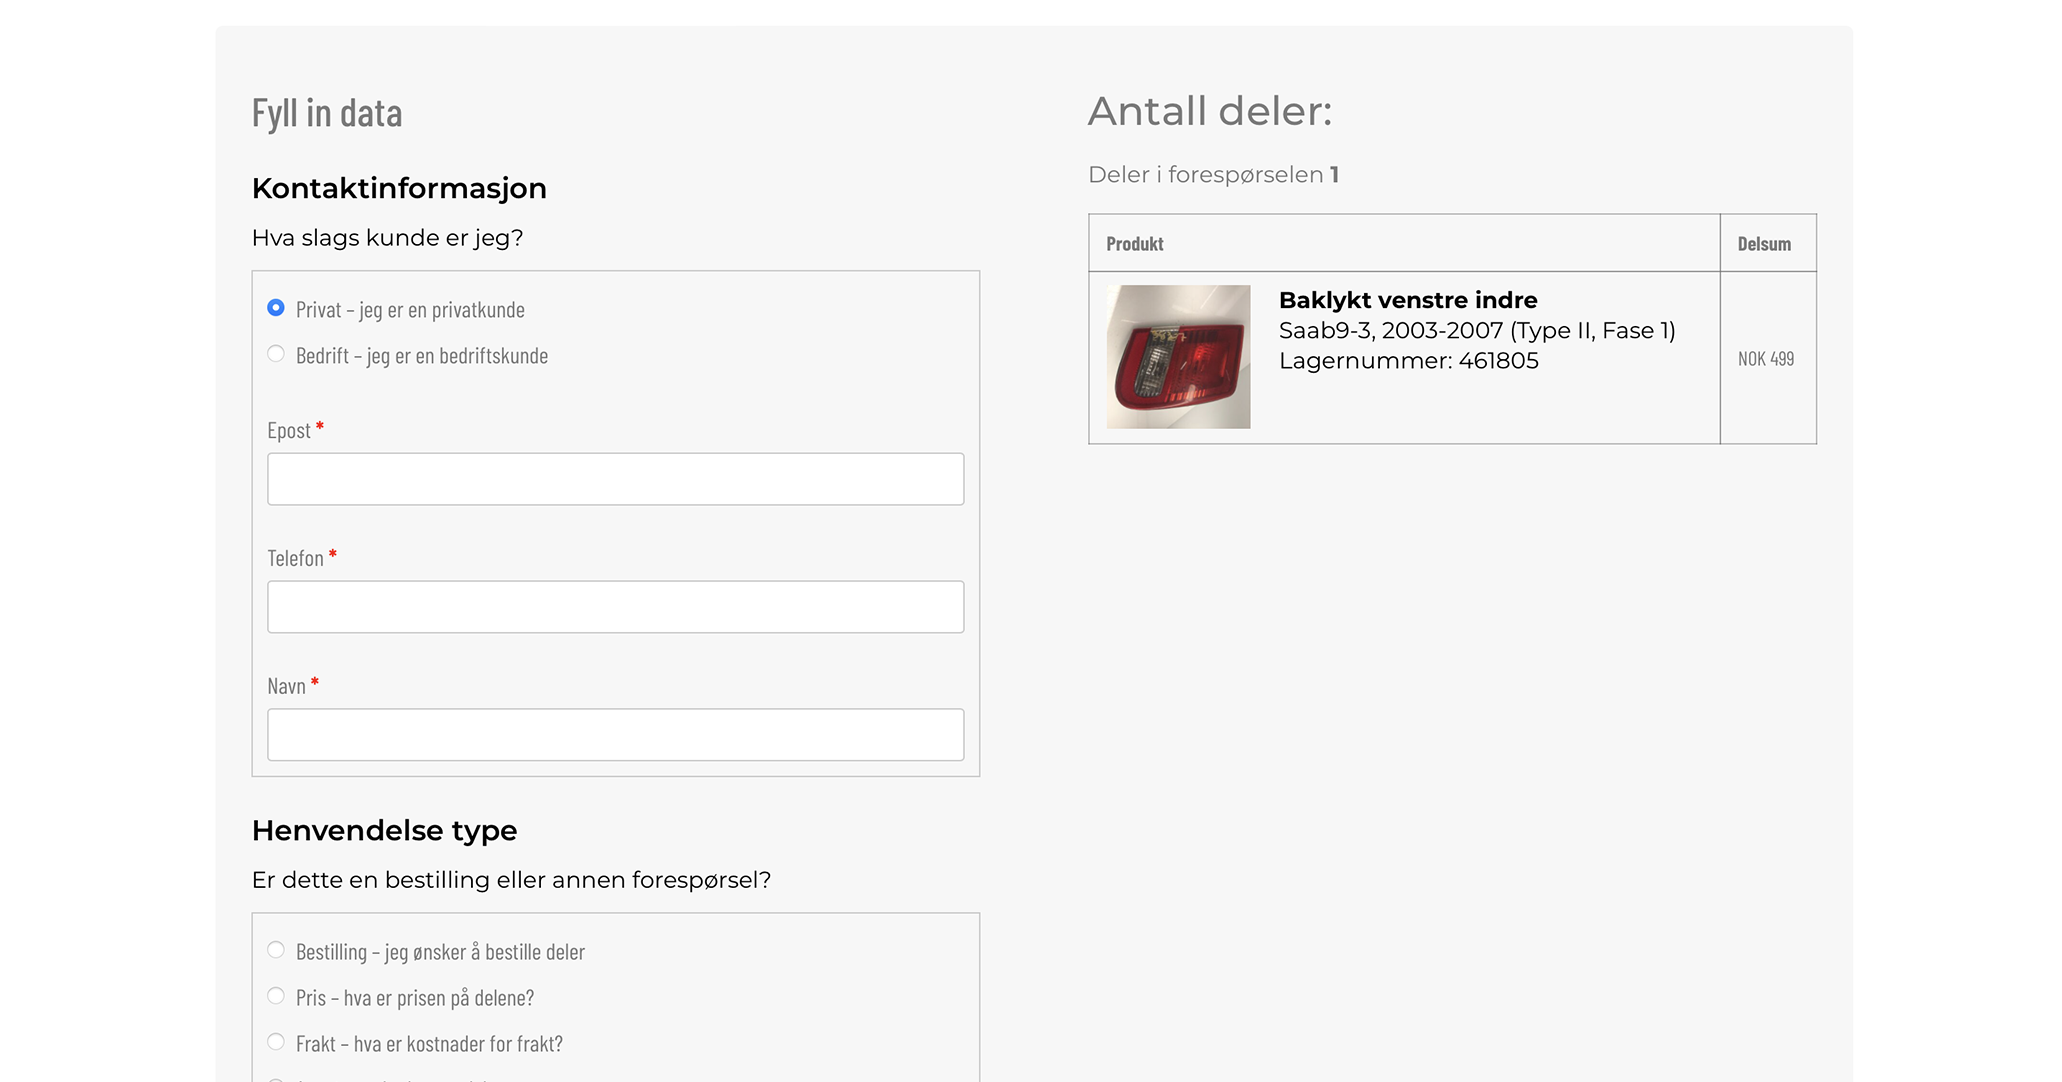 Fyll in data
Kontaktinformasjon
Hva slags kunde er jeg?
Privat – jeg er en privatkunde
Bedrift – jeg er en bedriftskunde
Epost *
Telefon *
Navn *
Henvendelse type
Er dette en bestilling eller annen forespørsel?
Bestilling – jeg ønsker å bestille deler
Pris – hva er prisen på delene?
Frakt – hva er kostnader for frakt?
Antall deler:
Deler i forespørselen 1
Produkt Delsum
Baklykt venstre indre
Saab9-3, 2003-2007 (Type II, Fase 1)
Lagernummer: 461805
NOK 499